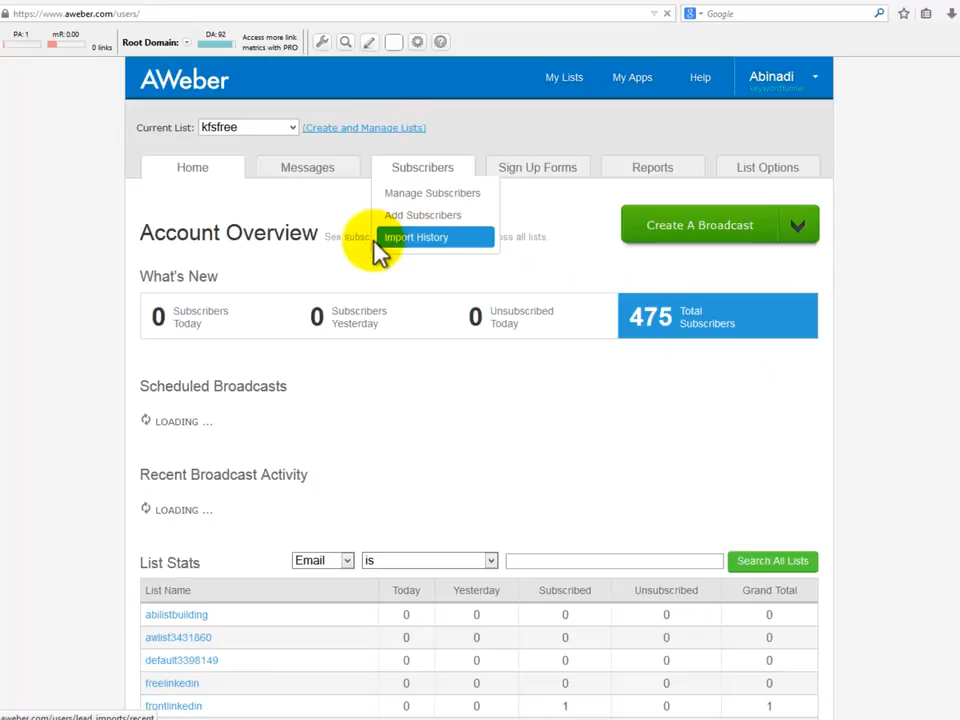 https://www.aweber.com/users/
Google
PA: 1
mR: 0.00
0 links
Root Domain:
DA: 92
Access more link
metrics with PRO
AWeber
My Lists
My Apps
Help
Abinadi
keywordfunnel
Current List:
kfsfree
(Create and Manage Lists)
Home
Messages
Subscribers
Sign Up Forms
Reports
List Options
Manage Subscribers
Add Subscribers
Import History
Account Overview
See subsc
oss all lists.
Create A Broadcast
What's New
0 Subscribers Today
0 Subscribers Yesterday
0 Unsubscribed Today
475 Total Subscribers
Scheduled Broadcasts
LOADING ...
Recent Broadcast Activity
LOADING ...
List Stats
Email
is
Search All Lists
List Name Today Yesterday Subscribed Unsubscribed Grand Total
abilistbuilding 0 0 0 0 0
awlist3431860 0 0 0 0 0
default3398149 0 0 0 0 0
freelinkedin 0 0 0 0 0
frontlinkedin 0 0 1 0 1
aweber.com/users/lead_imports/recent